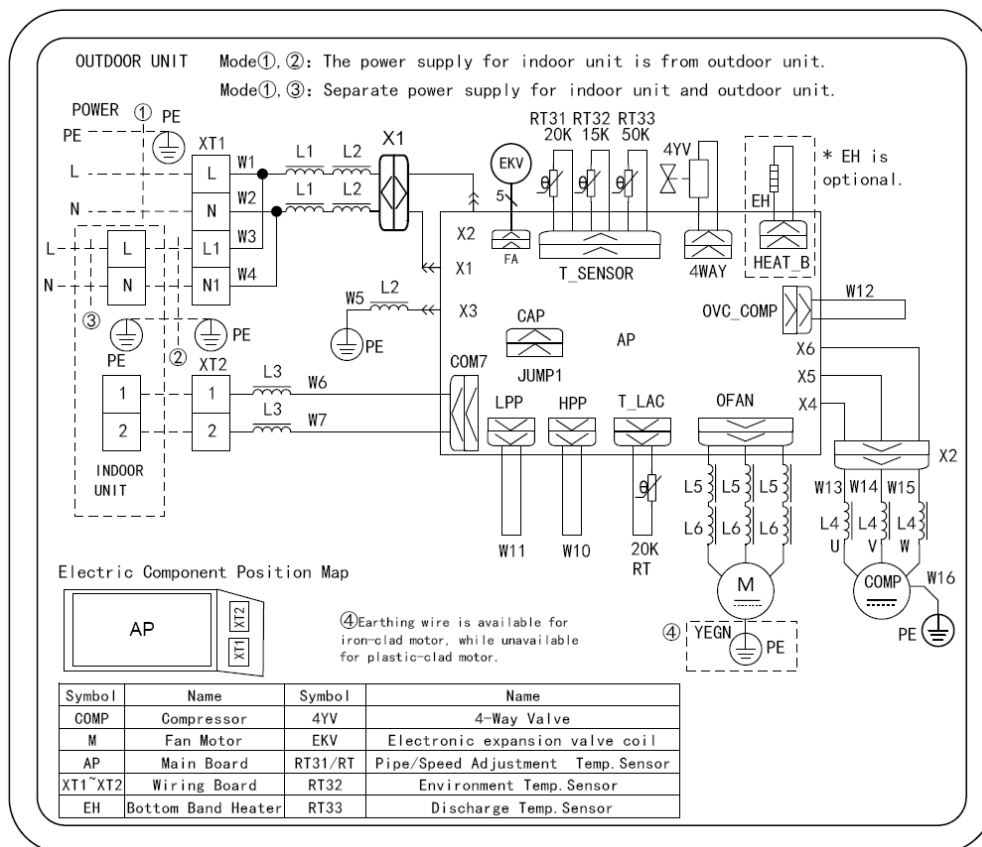 OUTDOOR UNIT Mode①,②: The power supply for indoor unit is from outdoor unit.
Mode①,③: Separate power supply for indoor unit and outdoor unit.
POWER ① PE
PE
XT1
L
N
L
N
L
N
L1
N1
W1
W2
W3
W4
L1 L2
L1 L2
X1
L
N
③
PE
②
PE
XT2
1
2
1
2
INDOOR
UNIT
L3
W6
L3
W7
W5 L2
PE
EKV
5
FA
RT31 RT32 RT33
20K 15K 50K
θ θ θ
T_SENSOR
4YV
4WAY
EH
HEAT_B
* EH is
optional.
X2
X1
X3
CAP
JUMP1
AP
COM7
OVC_COMP
W12
X6
X5
X4
LPP HPP T_LAC OFAN
X2
W11
W10
θ
20K
RT
L5 L5 L5
L6 L6 L6
M
④ YEGN
PE
W13 W14 W15
L4 L4 L4
U V W
COMP
W16
PE
Electric Component Position Map
AP
XT2
XT1
④Earthing wire is available for
iron-clad motor, while unavailable
for plastic-clad motor.
Symbol Name Symbol Name
COMP Compressor 4YV 4-Way Valve
M Fan Motor EKV Electronic expansion valve coil
AP Main Board RT31/RT Pipe/Speed Adjustment Temp.Sensor
XT1~XT2 Wiring Board RT32 Environment Temp.Sensor
EH Bottom Band Heater RT33 Discharge Temp.Sensor